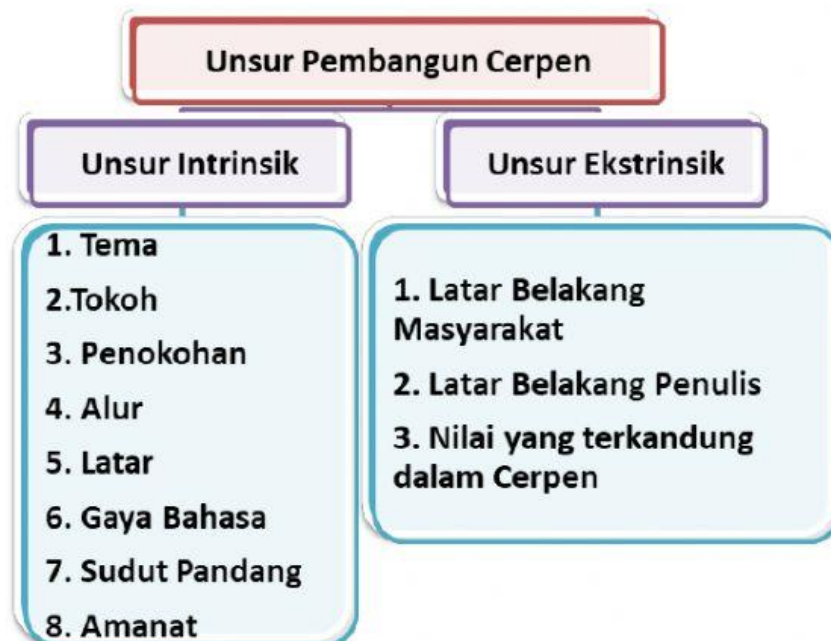 Unsur Pembangun Cerpen
Unsur Intrinsik
1. Tema
2.Tokoh
3. Penokohan
4. Alur
5. Latar
6. Gaya Bahasa
7. Sudut Pandang
8. Amanat
Unsur Ekstrinsik
1. Latar Belakang
Masyarakat
2. Latar Belakang Penulis
3. Nilai yang terkandung
dalam Cerpen